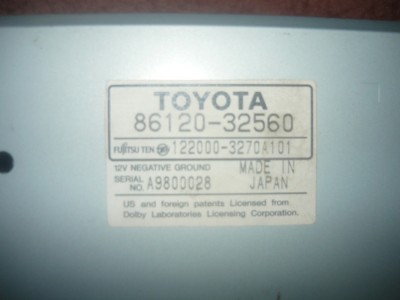 TOYOTA
86120-32560
FUJITSU TEN 122000-3270A101
12V NEGATIVE GROUND MADE IN
SERIAL NO. A9800028 JAPAN
US and foreign patents Licensed from
Dolby Laboratories Licensing Corporation.